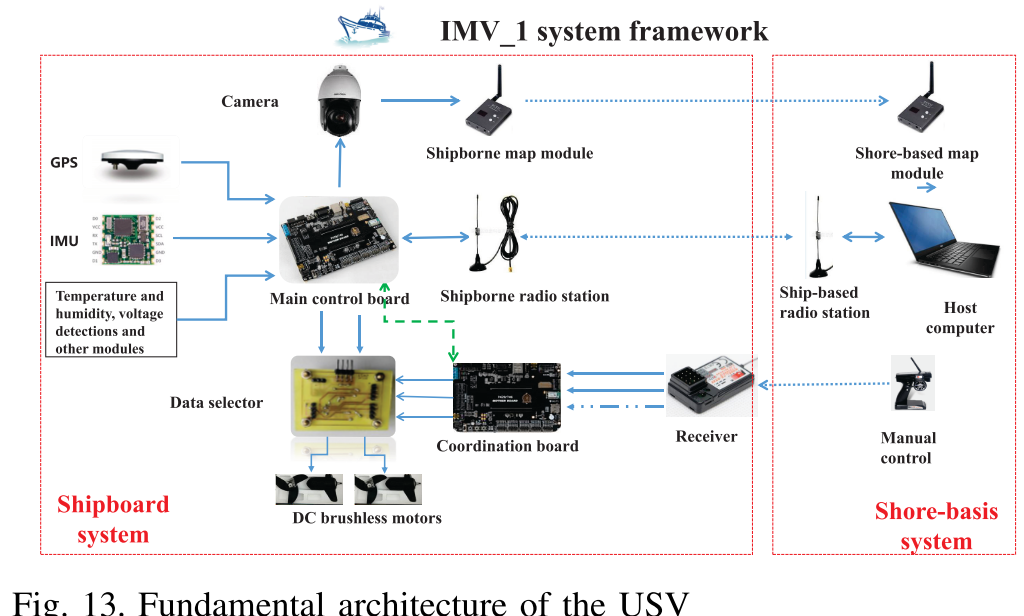 IMV_1 system framework
Camera
Shipborne map module
Shore-based map
module
GPS
IMU
Temperature and
humidity, voltage
detections and
other modules
Main control board
Shipborne radio station
Ship-based
radio station
Host
computer
Data selector
Coordination board
Receiver
Manual
control
DC brushless motors
Shipboard
system
Shore-basis
system
Fig. 13. Fundamental architecture of the USV